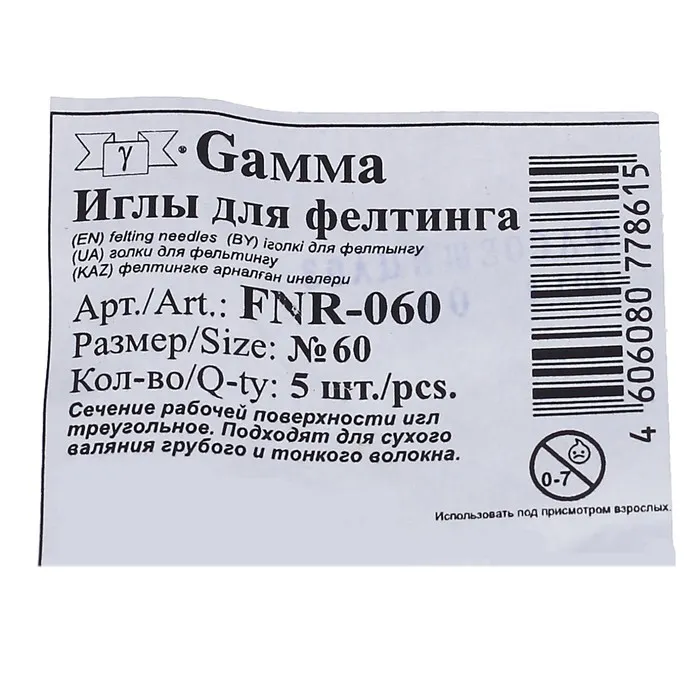 γ ® Gамма
Иглы для фелтинга
(EN) felting needles (BY) іголкі для фелтынгу
(UA) голки для фельтингу
(KAZ) фелтингке арналған инелери
Арт./Art.: FNR-060
Размер/Size: №60
Кол-во/Q-ty: 5 шт./pcs.
Сечение рабочей поверхности игл
треугольное. Подходят для сухого
валяния грубого и тонкого волокна.
4 606080 778615
0-7
Использовать под присмотром взрослых.